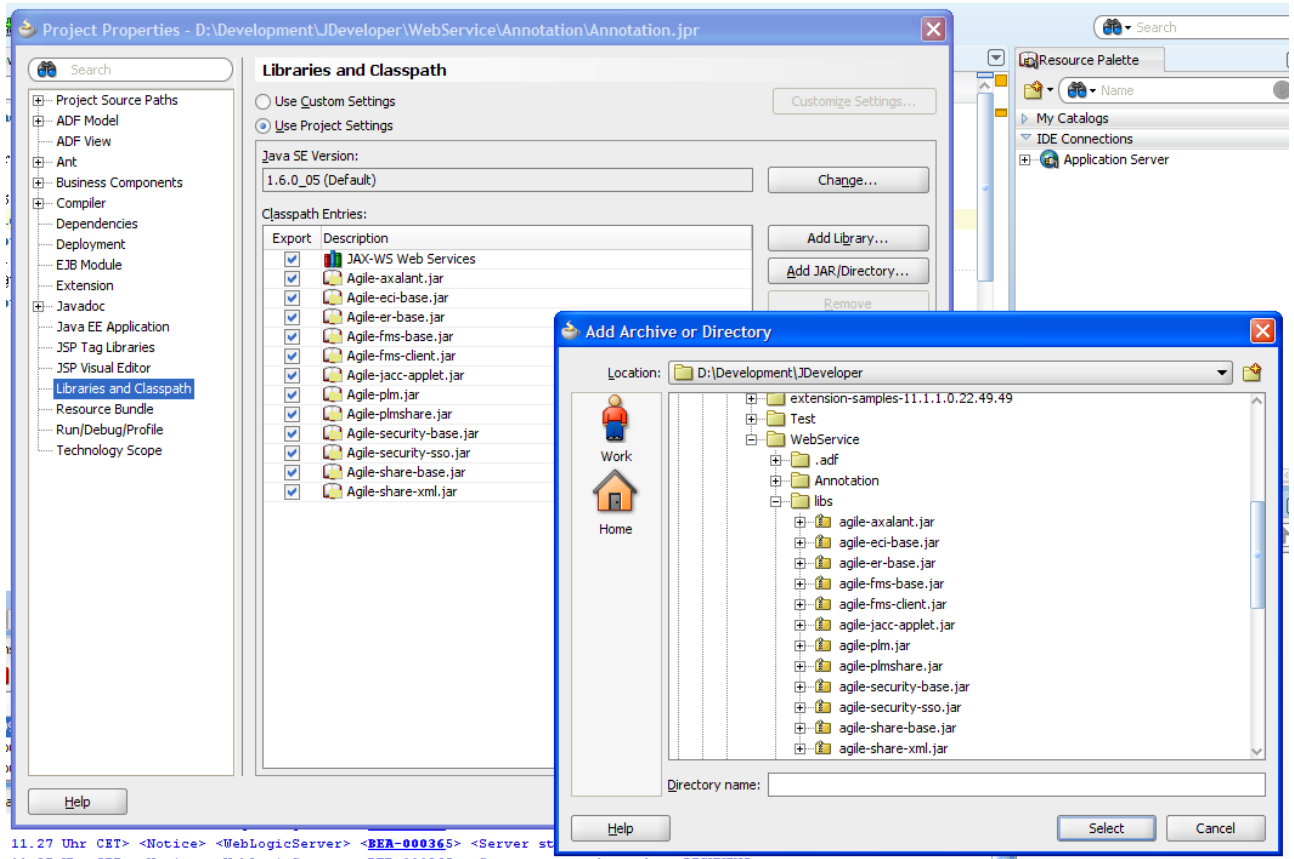 Project Properties - D:\Development\JDeveloper\WebService\Annotation\Annotation.jpr
Search
Project Source Paths
ADF Model
ADF View
Ant
Business Components
Compiler
Dependencies
Deployment
EJB Module
Extension
Javadoc
Java EE Application
JSP Tag Libraries
JSP Visual Editor
Libraries and Classpath
Resource Bundle
Run/Debug/Profile
Technology Scope
Libraries and Classpath
Use Custom Settings
Customize Settings...
Use Project Settings
Java SE Version:
1.6.0_05 (Default)
Change...
Classpath Entries:
Export Description
JAX-WS Web Services
Agile-axalant.jar
Agile-eci-base.jar
Agile-er-base.jar
Agile-fms-base.jar
Agile-fms-client.jar
Agile-jacc-applet.jar
Agile-plm.jar
Agile-plmshare.jar
Agile-security-base.jar
Agile-security-sso.jar
Agile-share-base.jar
Agile-share-xml.jar
Add Library...
Add JAR/Directory...
Remove
Help
Search
Resource Palette
Name
My Catalogs
IDE Connections
Application Server
Add Archive or Directory
Location: D:\Development\JDeveloper
Work
Home
extension-samples-11.1.1.0.22.49.49
Test
WebService
.adf
Annotation
libs
agile-axalant.jar
agile-eci-base.jar
agile-er-base.jar
agile-fms-base.jar
agile-fms-client.jar
agile-jacc-applet.jar
agile-plm.jar
agile-plmshare.jar
agile-security-base.jar
agile-security-sso.jar
agile-share-base.jar
agile-share-xml.jar
Directory name:
Help
Select
Cancel
11.27 Uhr CET> <Notice> <WebLogicServer> <BEA-000365> <Server st